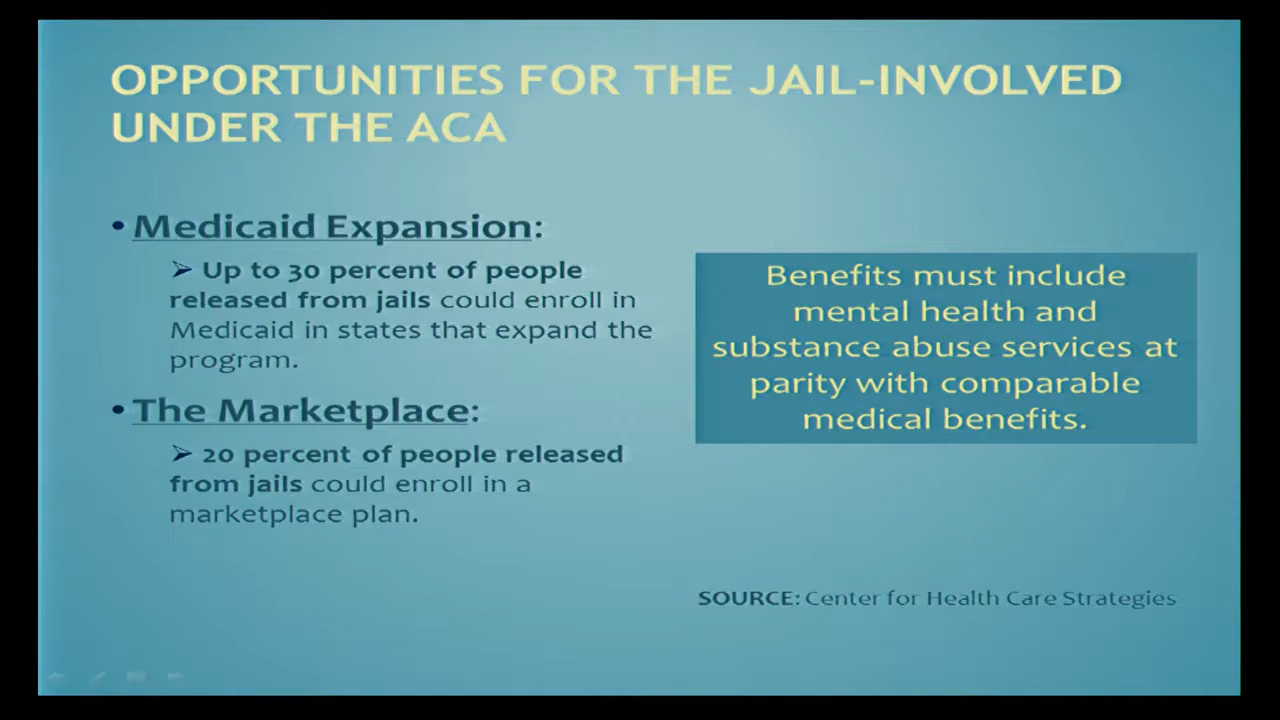 OPPORTUNITIES FOR THE JAIL-INVOLVED
UNDER THE ACA
• Medicaid Expansion:
➢ Up to 30 percent of people
released from jails could enroll in
Medicaid in states that expand the
program.
• The Marketplace:
➢ 20 percent of people released
from jails could enroll in a
marketplace plan.
Benefits must include
mental health and
substance abuse services at
parity with comparable
medical benefits.
SOURCE: Center for Health Care Strategies